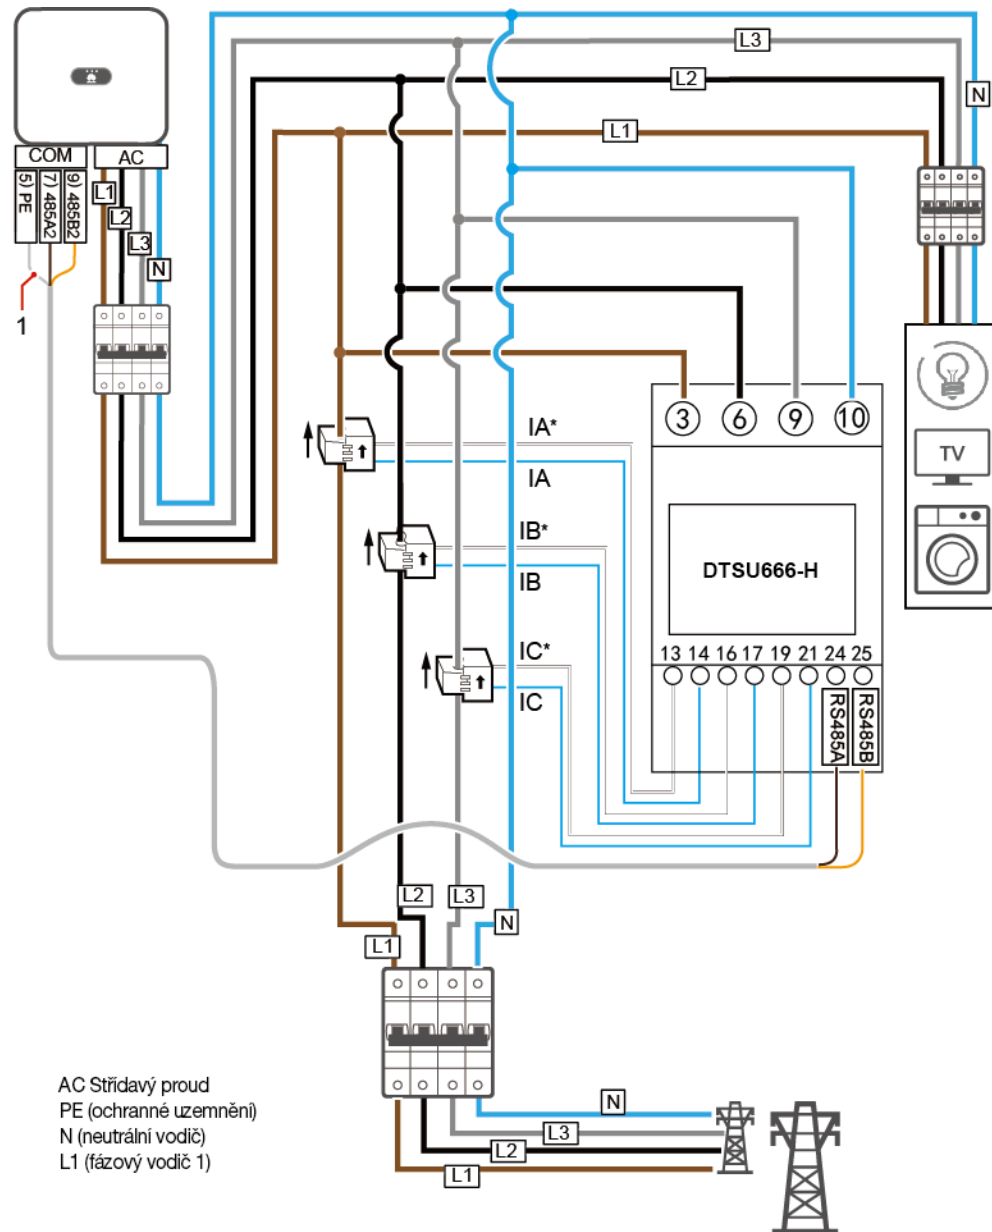 L3
L2
N
L1
COM
AC
5) PE
7) 485A2
9) 485B2
L1
L2
L3
N
1
3
6
9
10
IA*
IA
IB*
IB
IC*
IC
TV
DTSU666-H
13 14 16 17 19 21 24 25
RS485A
RS485B
L2
L3
N
L1
AC Střídavý proud
PE (ochranné uzemnění)
N (neutrální vodič)
L1 (fázový vodič 1)
N
L3
L2
L1